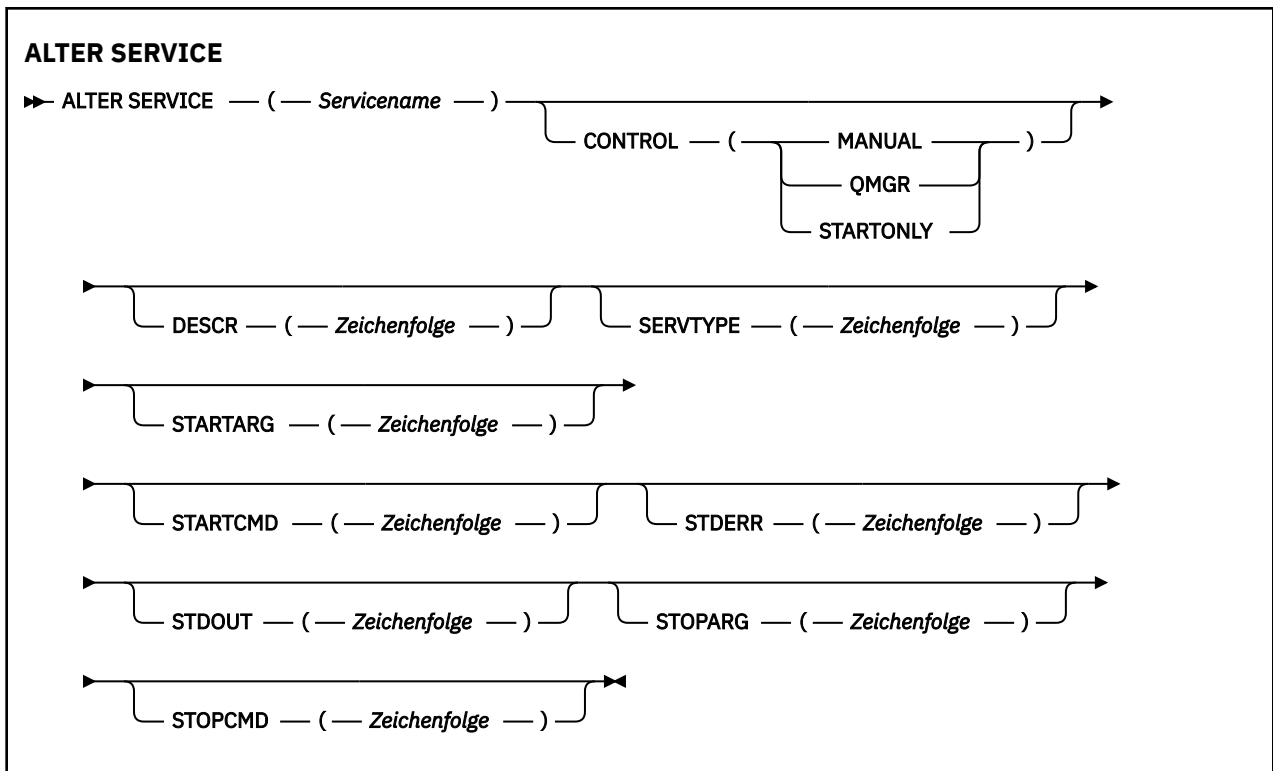 ALTER SERVICE
ALTER SERVICE ( Servicename )
CONTROL ( MANUAL )
QMGR
STARTONLY
DESCR ( Zeichenfolge ) SERVTYPE ( Zeichenfolge )
STARTARG ( Zeichenfolge )
STARTCMD ( Zeichenfolge ) STDERR ( Zeichenfolge )
STDOUT ( Zeichenfolge ) STOPARG ( Zeichenfolge )
STOPCMD ( Zeichenfolge )